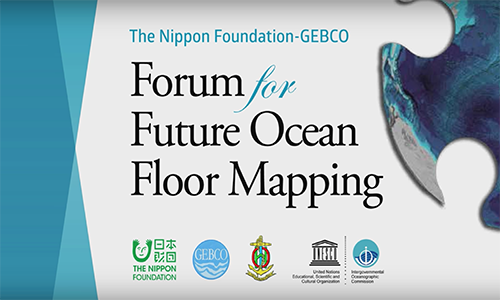 The Nippon Foundation-GEBCO
Forum for
Future Ocean
Floor Mapping
日本
財団
THE NIPPON
FOUNDATION
GEBCO
UNESCO
United Nations
Educational, Scientific and
Cultural Organization
Intergovernmental
Oceanographic
Commission